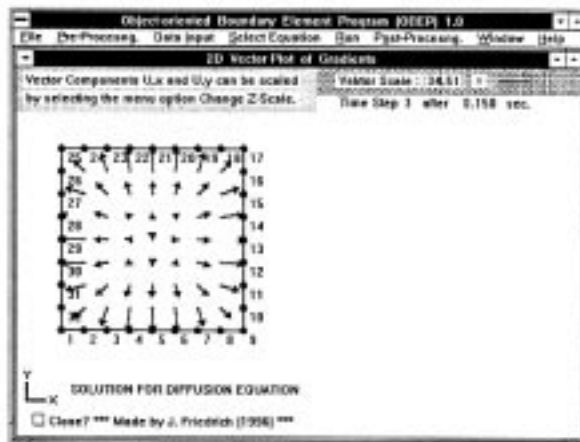 Object-oriented Boundary Element Program (OBEP) 1.0
File Pre-Processing. Data Input Select Equation Run Post-Processing. Window Help
2D Vector Plot of Gradients
Vector Components U,x and U,y can be scaled
by selecting the menu option Change Z-Scale.
Vektor Scale : 34.51
Time Step 3 after 0.150 sec.
25 24 23 22 21 20 19 18 17
26 16
27 15
28 14
29 13
30 12
31 11
32 10
1 2 3 4 5 6 7 8 9
Y
X
SOLUTION FOR DIFFUSION EQUATION
Close? *** Made by J. Friedrich (1996) ***